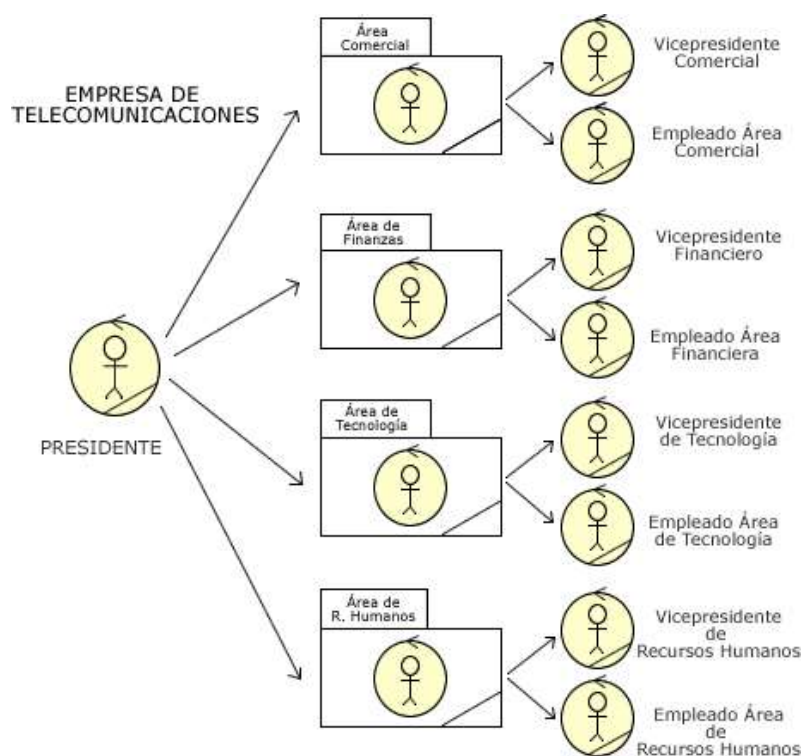 EMPRESA DE
TELECOMUNICACIONES
PRESIDENTE
Área
Comercial
Vicepresidente
Comercial
Empleado Área
Comercial
Área de
Finanzas
Vicepresidente
Financiero
Empleado Área
Financiera
Área de
Tecnología
Vicepresidente
de Tecnología
Empleado Área
de Tecnología
Área de
R. Humanos
Vicepresidente
de
Recursos Humanos
Empleado Área
de
Recursos Humanos